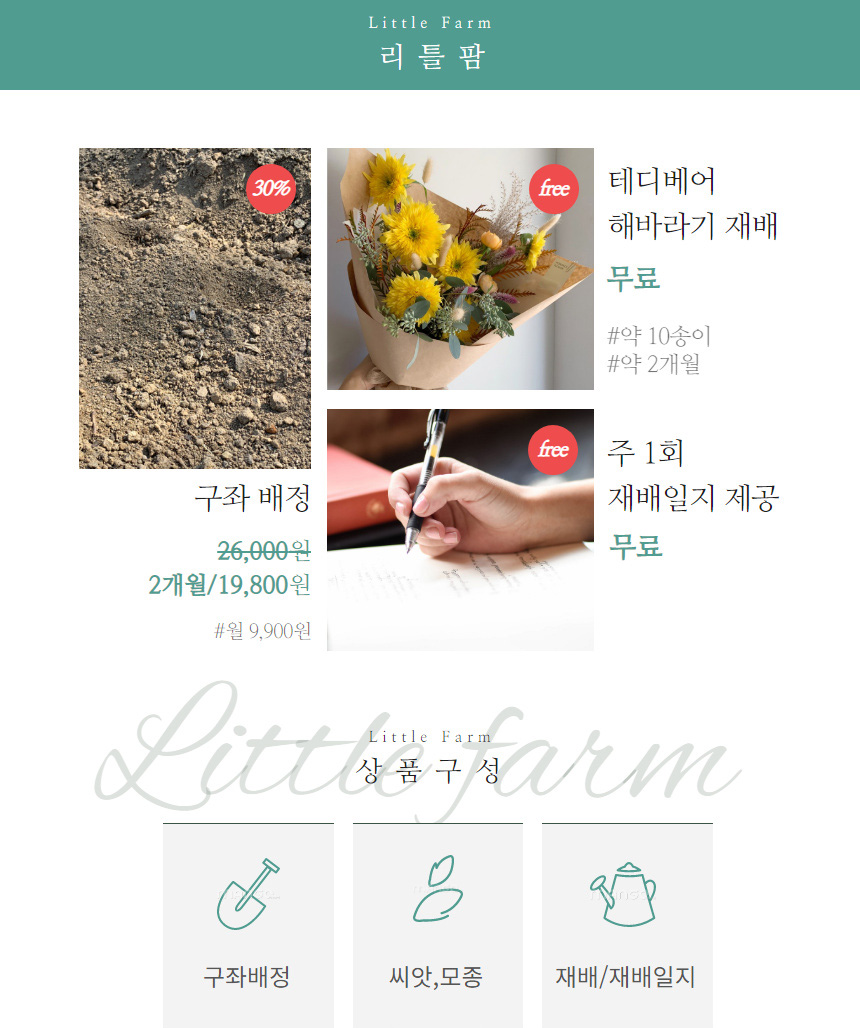 Little Farm
리틀팜
30%
구좌 배정
26,000원
2개월/19,800원
#월 9,900원
free
테디베어
해바라기 재배
무료
#약 10송이
#약 2개월
free
주 1회
재배일지 제공
무료
Little farm
Little Farm
상품구성
구좌배정
씨앗,모종
재배/재배일지